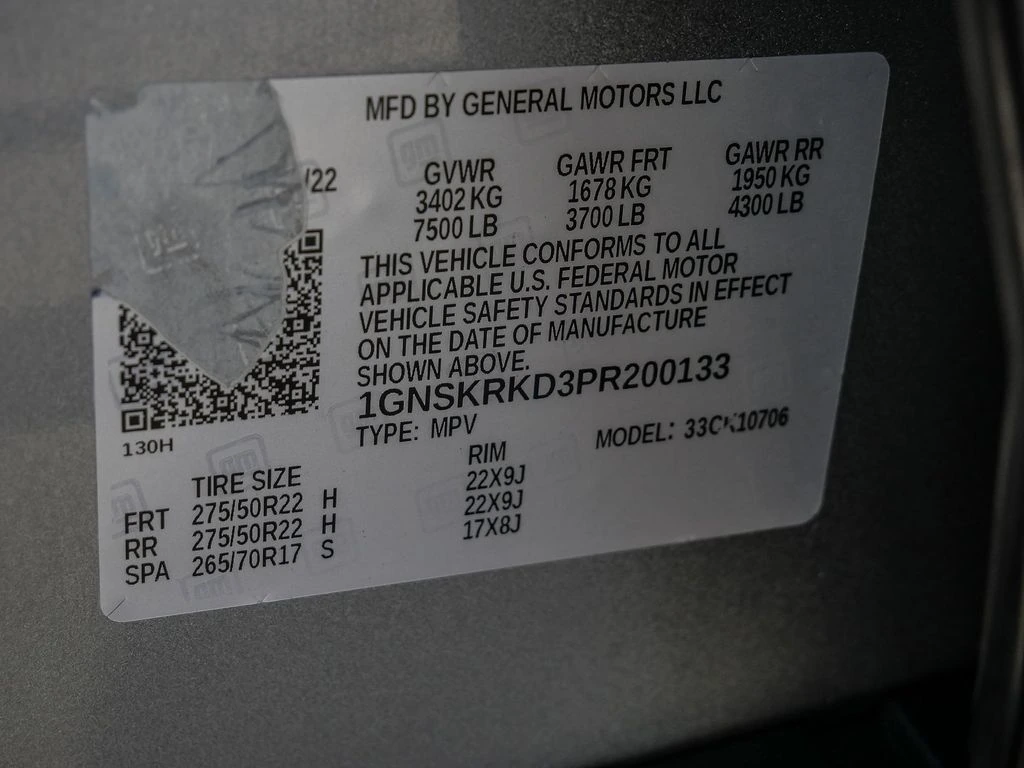 MFD BY GENERAL MOTORS LLC
/22
GVWR GAWR FRT GAWR RR
3402 KG 1678 KG 1950 KG
7500 LB 3700 LB 4300 LB
THIS VEHICLE CONFORMS TO ALL
APPLICABLE U.S. FEDERAL MOTOR
VEHICLE SAFETY STANDARDS IN EFFECT
ON THE DATE OF MANUFACTURE
SHOWN ABOVE.
1GNSKRKD3PR200133
130H
TYPE: MPV MODEL: 33CK10706
TIRE SIZE RIM
FRT 275/50R22 H 22X9J
RR 275/50R22 H 22X9J
SPA 265/70R17 S 17X8J
gm